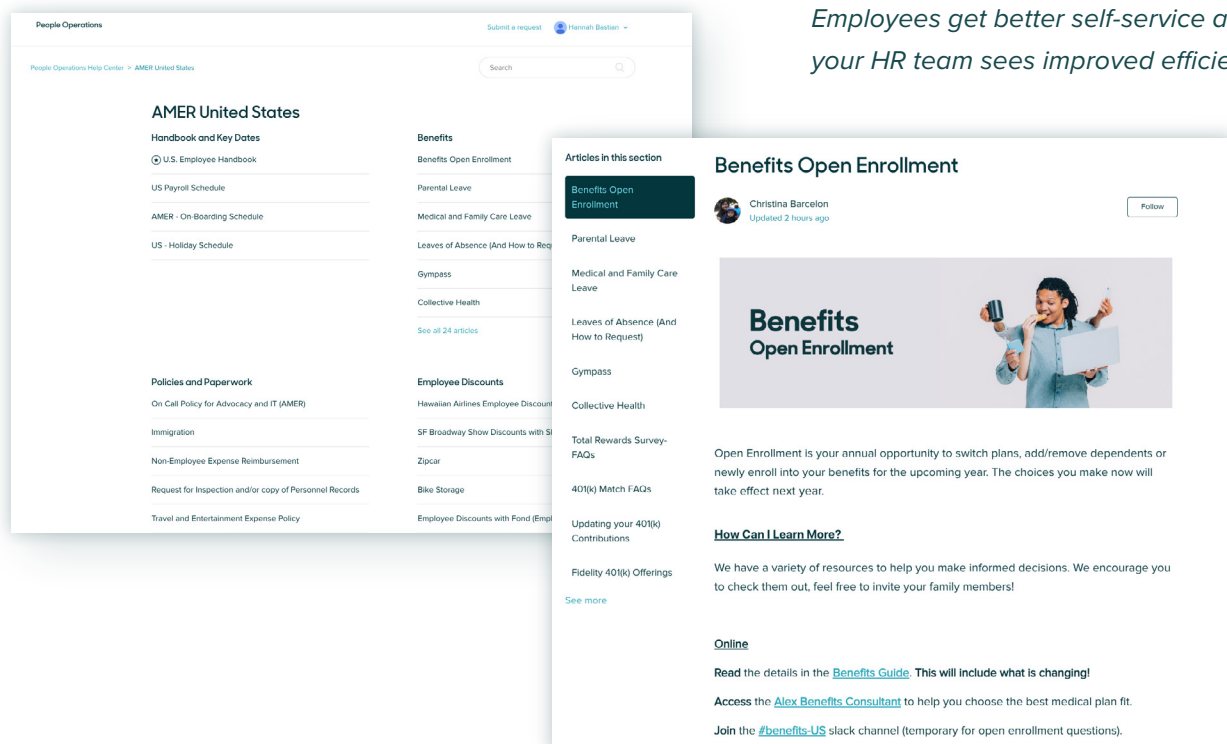 Employees get better self-service
your HR team sees improved
People Operations
Submit a request
Hannah Bastian
People Operations Help Center > AMER United States
Search
AMER United States
Handbook and Key Dates
U.S. Employee Handbook
US Payroll Schedule
AMER - On-Boarding Schedule
US - Holiday Schedule
Benefits
Benefits Open Enrollment
Parental Leave
Medical and Family Care Leave
Leaves of Absence (And How to
Gympass
Collective Health
See all 24 articles
Policies and Paperwork
On Call Policy for Advocacy and IT (AMER)
Immigration
Non-Employee Expense Reimbursement
Request for Inspection and/or copy of Personnel Records
Travel and Entertainment Expense Policy
Employee Discounts
Hawaiian Airlines Employee
SF Broadway Show Discounts with
Zipcar
Bike Storage
Employee Discounts with Fond
Articles in this section
Benefits Open
Enrollment
Parental Leave
Medical and Family Care
Leave
Leaves of Absence (And
How to Request)
Gympass
Collective Health
Total Rewards Survey-
FAQs
401(k) Match FAQs
Updating your 401(k)
Contributions
Fidelity 401(k) Offerings
See more
Benefits Open Enrollment
Christina Barcelon
Updated 2 hours ago
Follow
Benefits
Open Enrollment
Open Enrollment is your annual opportunity to switch plans, add/remove dependents or
newly enroll into your benefits for the upcoming year. The choices you make now will
take effect next year.
How Can I Learn More?
We have a variety of resources to help you make informed decisions. We encourage you
to check them out, feel free to invite your family members!
Online
Read the details in the Benefits Guide. This will include what is changing!
Access the Alex Benefits Consultant to help you choose the best medical plan fit.
Join the #benefits-US slack channel (temporary for open enrollment questions).